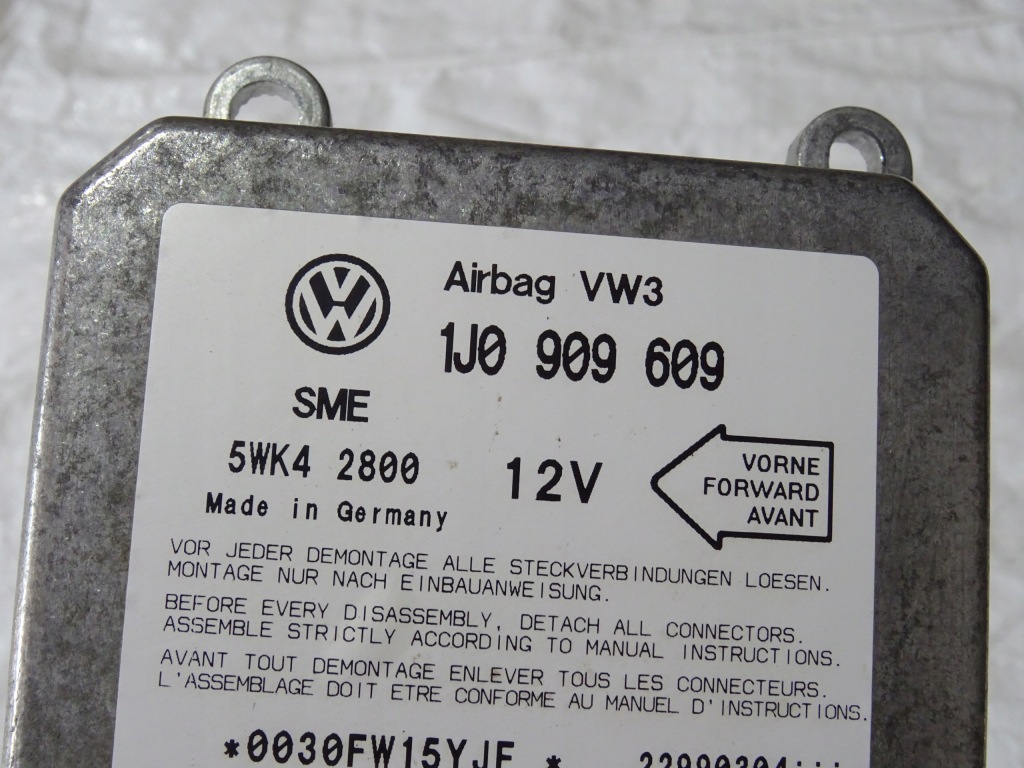 Airbag VW3
1J0 909 609
SME
5WK4 2800
12V
VORNE
FORWARD
AVANT
Made in Germany
VOR JEDER DEMONTAGE ALLE STECKVERBINDUNGEN LOESEN.
MONTAGE NUR NACH EINBAUANWEISUNG.
BEFORE EVERY DISASSEMBLY, DETACH ALL CONNECTORS.
ASSEMBLE STRICTLY ACCORDING TO MANUAL INSTRUCTIONS.
AVANT TOUT DEMONTAGE ENLEVER TOUS LES CONNECTEURS.
L'ASSEMBLAGE DOIT ETRE CONFORME AU MANUEL D'INSTRUCTIONS.
*0030FW15YJF *